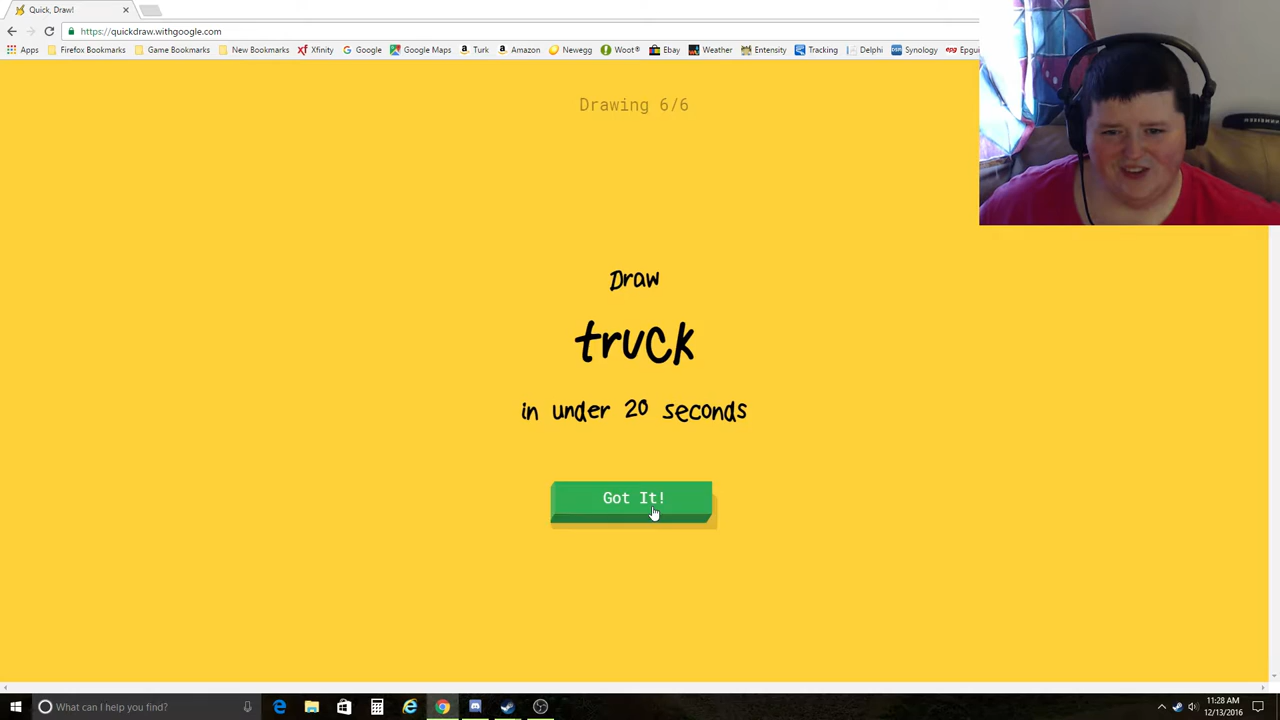 Quick, Draw!
https://quickdraw.withgoogle.com
Apps Firefox Bookmarks Game Bookmarks New Bookmarks Xfinity Google Google Maps Turk Amazon Newegg Woot® Ebay Weather Entensity Tracking Delphi Synology Epgui
Drawing 6/6
Draw
truck
in under 20 seconds
Got It!
What can I help you find?
11:28 AM
12/13/2016